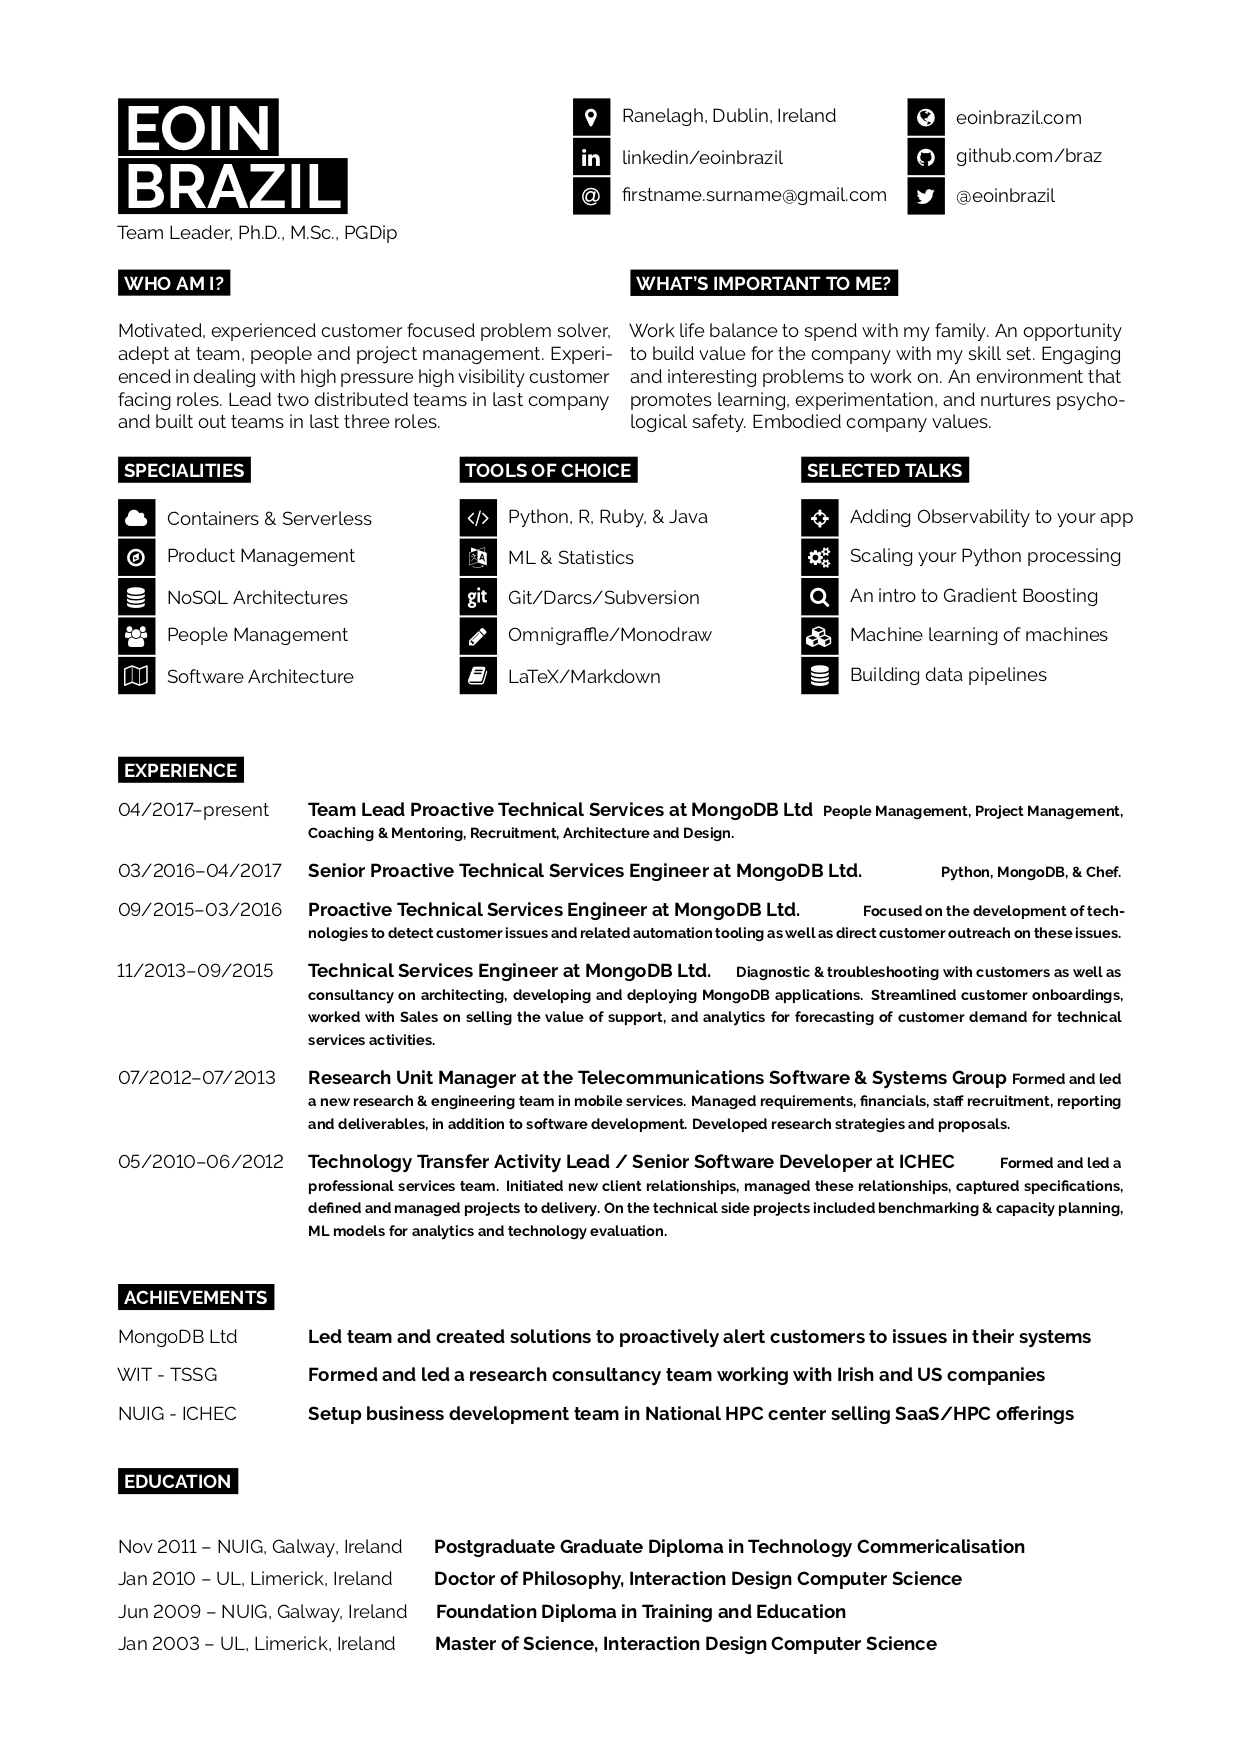 EOIN
BRAZIL
Team Leader, Ph.D., M.Sc., PGDip
Ranelagh, Dublin, Ireland
linkedin/eoinbrazil
@ firstname.surname@gmail.com
eoinbrazil.com
github.com/braz
@eoinbrazil
WHO AM I?
Motivated, experienced customer focused problem solver,
adept at team, people and project management. Experi-
enced in dealing with high pressure high visibility customer
facing roles. Lead two distributed teams in last company
and built out teams in last three roles.
WHAT'S IMPORTANT TO ME?
Work life balance to spend with my family. An opportunity
to build value for the company with my skill set. Engaging
and interesting problems to work on. An environment that
promotes learning, experimentation, and nurtures psycho-
logical safety. Embodied company values.
SPECIALITIES
Containers & Serverless
Product Management
NoSQL Architectures
People Management
Software Architecture
TOOLS OF CHOICE
Python, R, Ruby, & Java
ML & Statistics
git Git/Darcs/Subversion
Omnigraffle/Monodraw
LaTeX/Markdown
SELECTED TALKS
Adding Observability to your app
Scaling your Python processing
An intro to Gradient Boosting
Machine learning of machines
Building data pipelines
EXPERIENCE
04/2017–present Team Lead Proactive Technical Services at MongoDB Ltd People Management, Project Management,
Coaching & Mentoring, Recruitment, Architecture and Design.
03/2016–04/2017 Senior Proactive Technical Services Engineer at MongoDB Ltd. Python, MongoDB, & Chef.
09/2015–03/2016 Proactive Technical Services Engineer at MongoDB Ltd. Focused on the development of tech-
nologies to detect customer issues and related automation tooling as well as direct customer outreach on these issues.
11/2013–09/2015 Technical Services Engineer at MongoDB Ltd. Diagnostic & troubleshooting with customers as well as
consultancy on architecting, developing and deploying MongoDB applications. Streamlined customer onboardings,
worked with Sales on selling the value of support, and analytics for forecasting of customer demand for technical
services activities.
07/2012–07/2013 Research Unit Manager at the Telecommunications Software & Systems Group Formed and led
a new research & engineering team in mobile services. Managed requirements, financials, staff recruitment, reporting
and deliverables, in addition to software development. Developed research strategies and proposals.
05/2010–06/2012 Technology Transfer Activity Lead / Senior Software Developer at ICHEC Formed and led a
professional services team. Initiated new client relationships, managed these relationships, captured specifications,
defined and managed projects to delivery. On the technical side projects included benchmarking & capacity planning,
ML models for analytics and technology evaluation.
ACHIEVEMENTS
MongoDB Ltd Led team and created solutions to proactively alert customers to issues in their systems
WIT - TSSG Formed and led a research consultancy team working with Irish and US companies
NUIG - ICHEC Setup business development team in National HPC center selling SaaS/HPC offerings
EDUCATION
Nov 2011 – NUIG, Galway, Ireland Postgraduate Graduate Diploma in Technology Commericalisation
Jan 2010 – UL, Limerick, Ireland Doctor of Philosophy, Interaction Design Computer Science
Jun 2009 – NUIG, Galway, Ireland Foundation Diploma in Training and Education
Jan 2003 – UL, Limerick, Ireland Master of Science, Interaction Design Computer Science